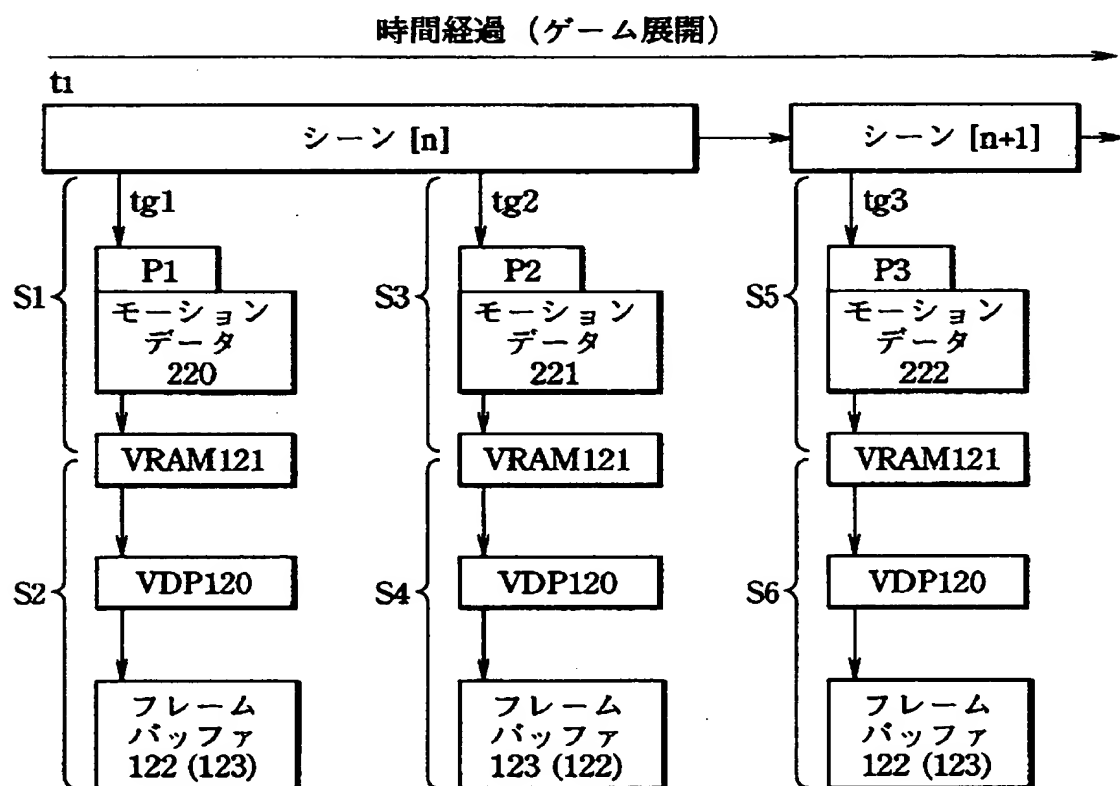 時間経過（ゲーム展開）
t1
シーン [n]
シーン [n+1]
tg1
tg2
tg3
S1
P1
モーション
データ
220
S3
P2
モーション
データ
221
S5
P3
モーション
データ
222
VRAM121
VRAM121
VRAM121
S2
VDP120
S4
VDP120
S6
VDP120
フレーム
バッファ
122 (123)
フレーム
バッファ
123 (122)
フレーム
バッファ
122 (123)